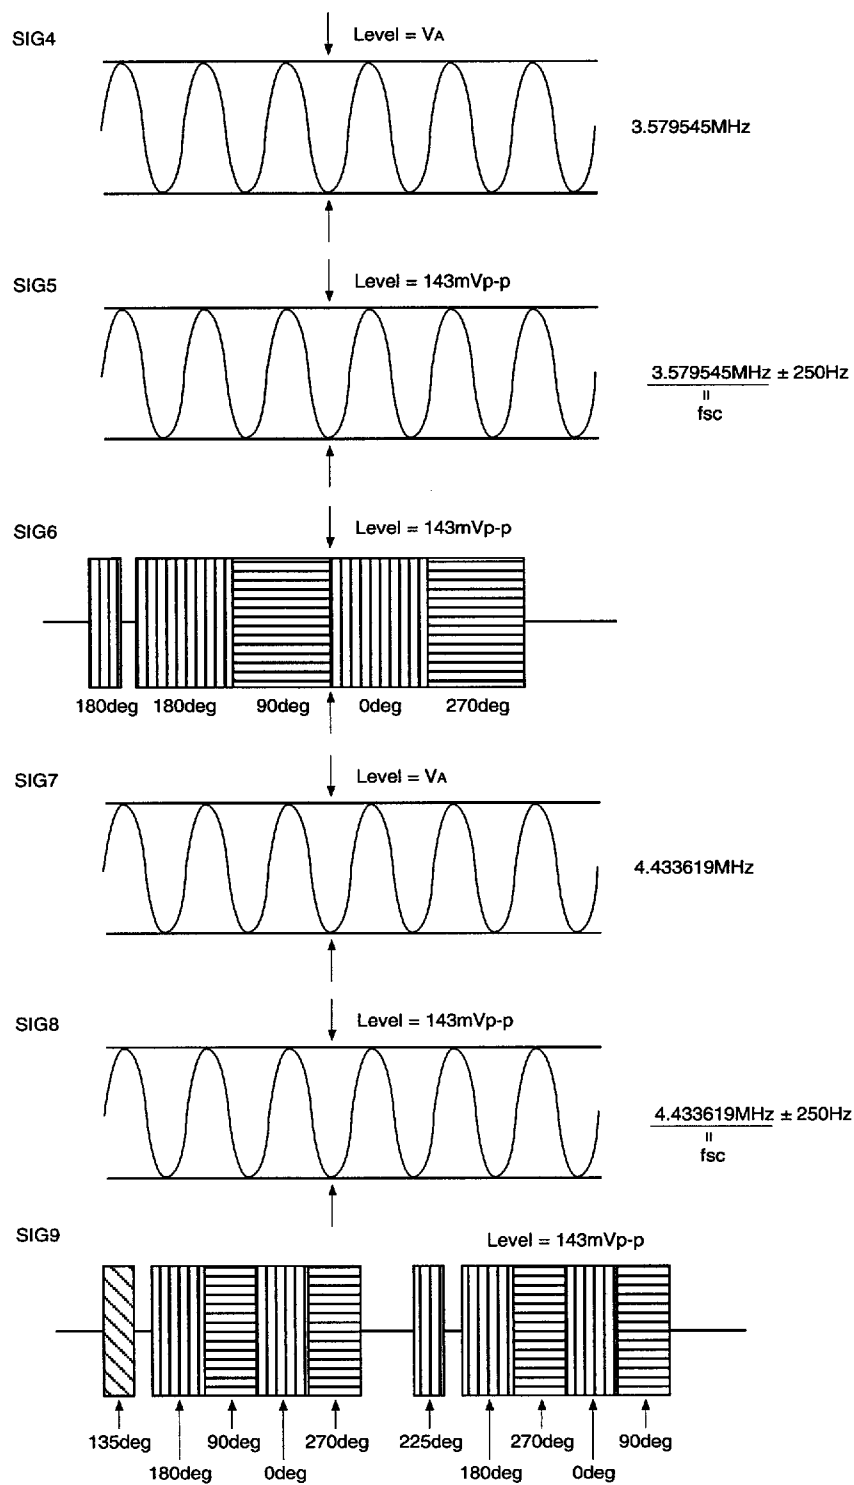 SIG4
Level = VA
3.579545MHz
SIG5
Level = 143mVp-p
3.579545MHz ± 250Hz
=
fsc
SIG6
Level = 143mVp-p
180deg 180deg 90deg 0deg 270deg
SIG7
Level = VA
4.433619MHz
SIG8
Level = 143mVp-p
4.433619MHz ± 250Hz
=
fsc
SIG9
Level = 143mVp-p
135deg 90deg 270deg 225deg 270deg 90deg
180deg 0deg 180deg 0deg